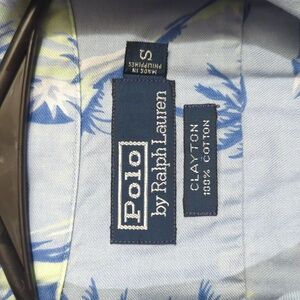 S
MADE IN
PHILIPPINES
Polo
by Ralph Lauren
CLAYTON
100% COTTON